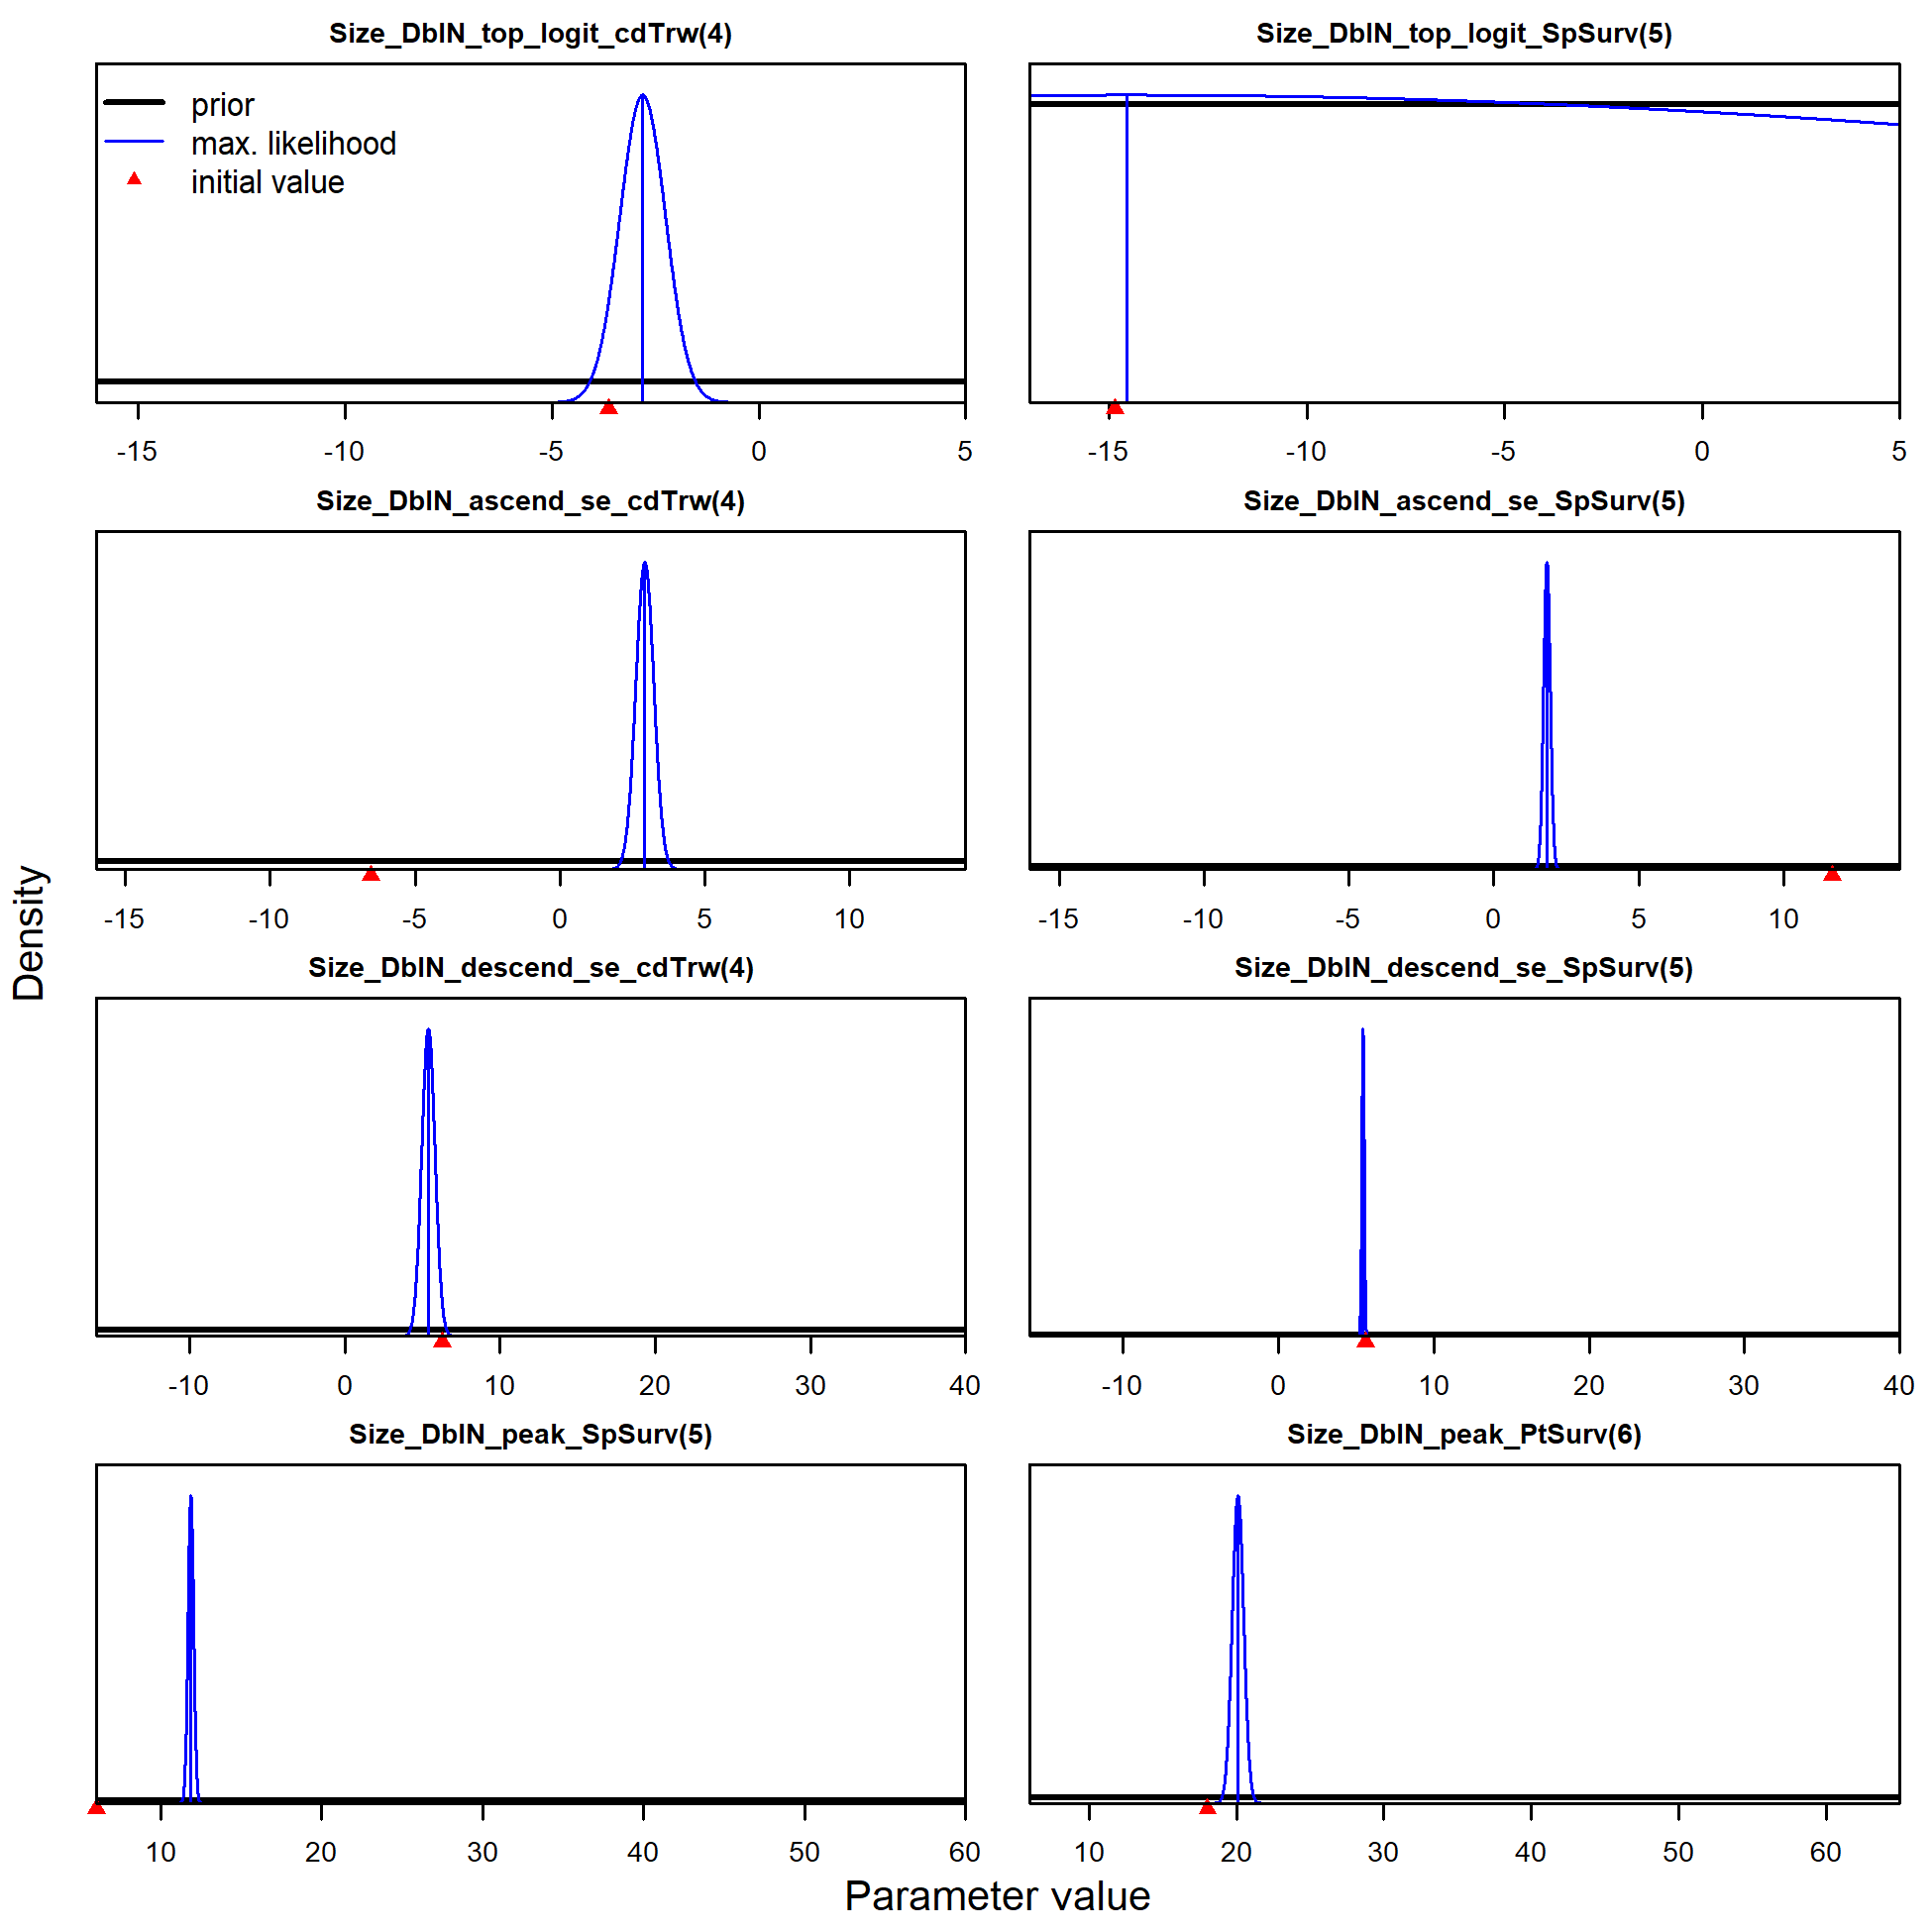 Size_DblN_top_logit_cdTrw(4)
Size_DblN_top_logit_SpSurv(5)
prior
max. likelihood
initial value
-15 -10 -5 0 5
-15 -10 -5 0 5
Size_DblN_ascend_se_cdTrw(4)
Size_DblN_ascend_se_SpSurv(5)
-15 -10 -5 0 5 10
-15 -10 -5 0 5 10
Size_DblN_descend_se_cdTrw(4)
Size_DblN_descend_se_SpSurv(5)
-10 0 10 20 30 40
-10 0 10 20 30 40
Size_DblN_peak_SpSurv(5)
Size_DblN_peak_PtSurv(6)
10 20 30 40 50 60
10 20 30 40 50 60
Density
Parameter value